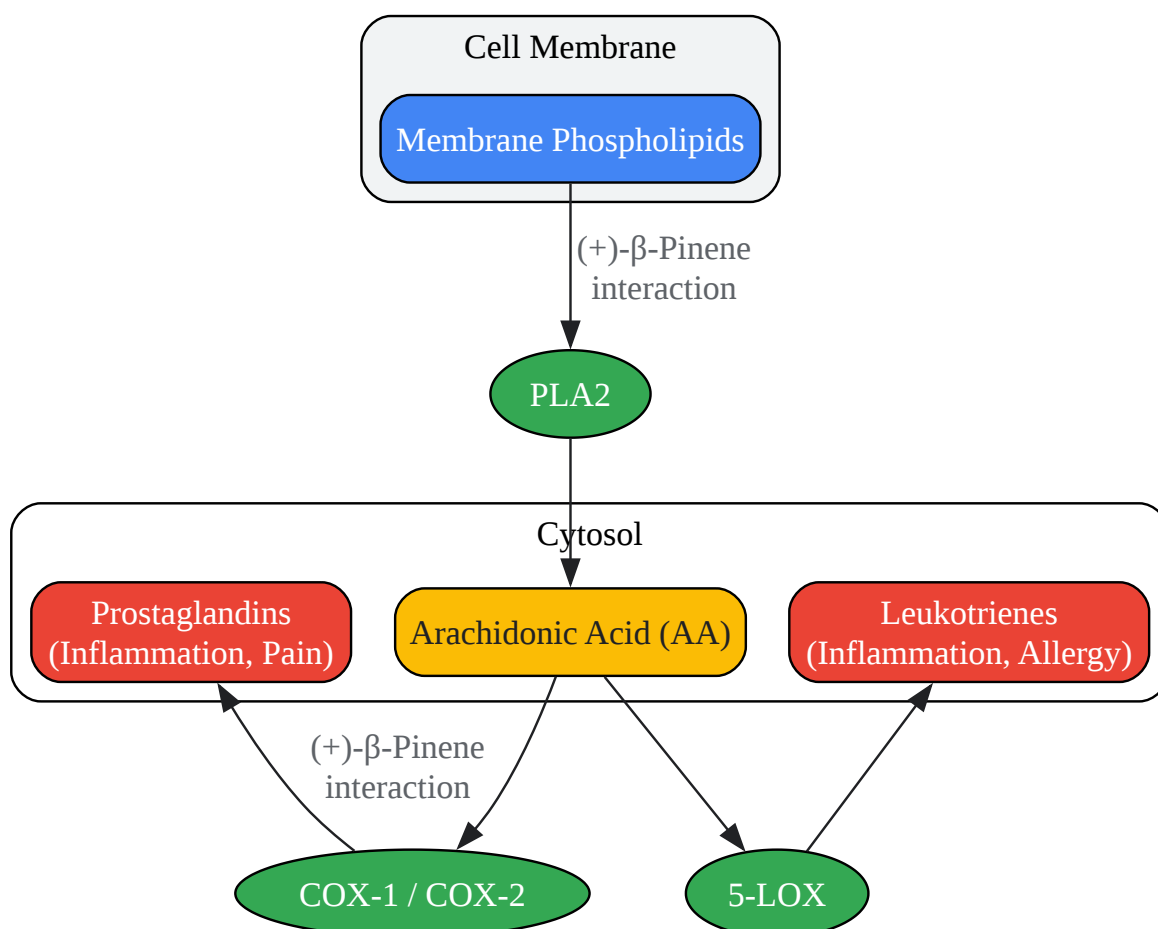 Cell Membrane
Membrane Phospholipids
(+)-β-Pinene
interaction
PLA2
Cytosol
Prostaglandins
(Inflammation, Pain)
Arachidonic Acid (AA)
Leukotrienes
(Inflammation, Allergy)
(+)-β-Pinene
interaction
COX-1 / COX-2
5-LOX